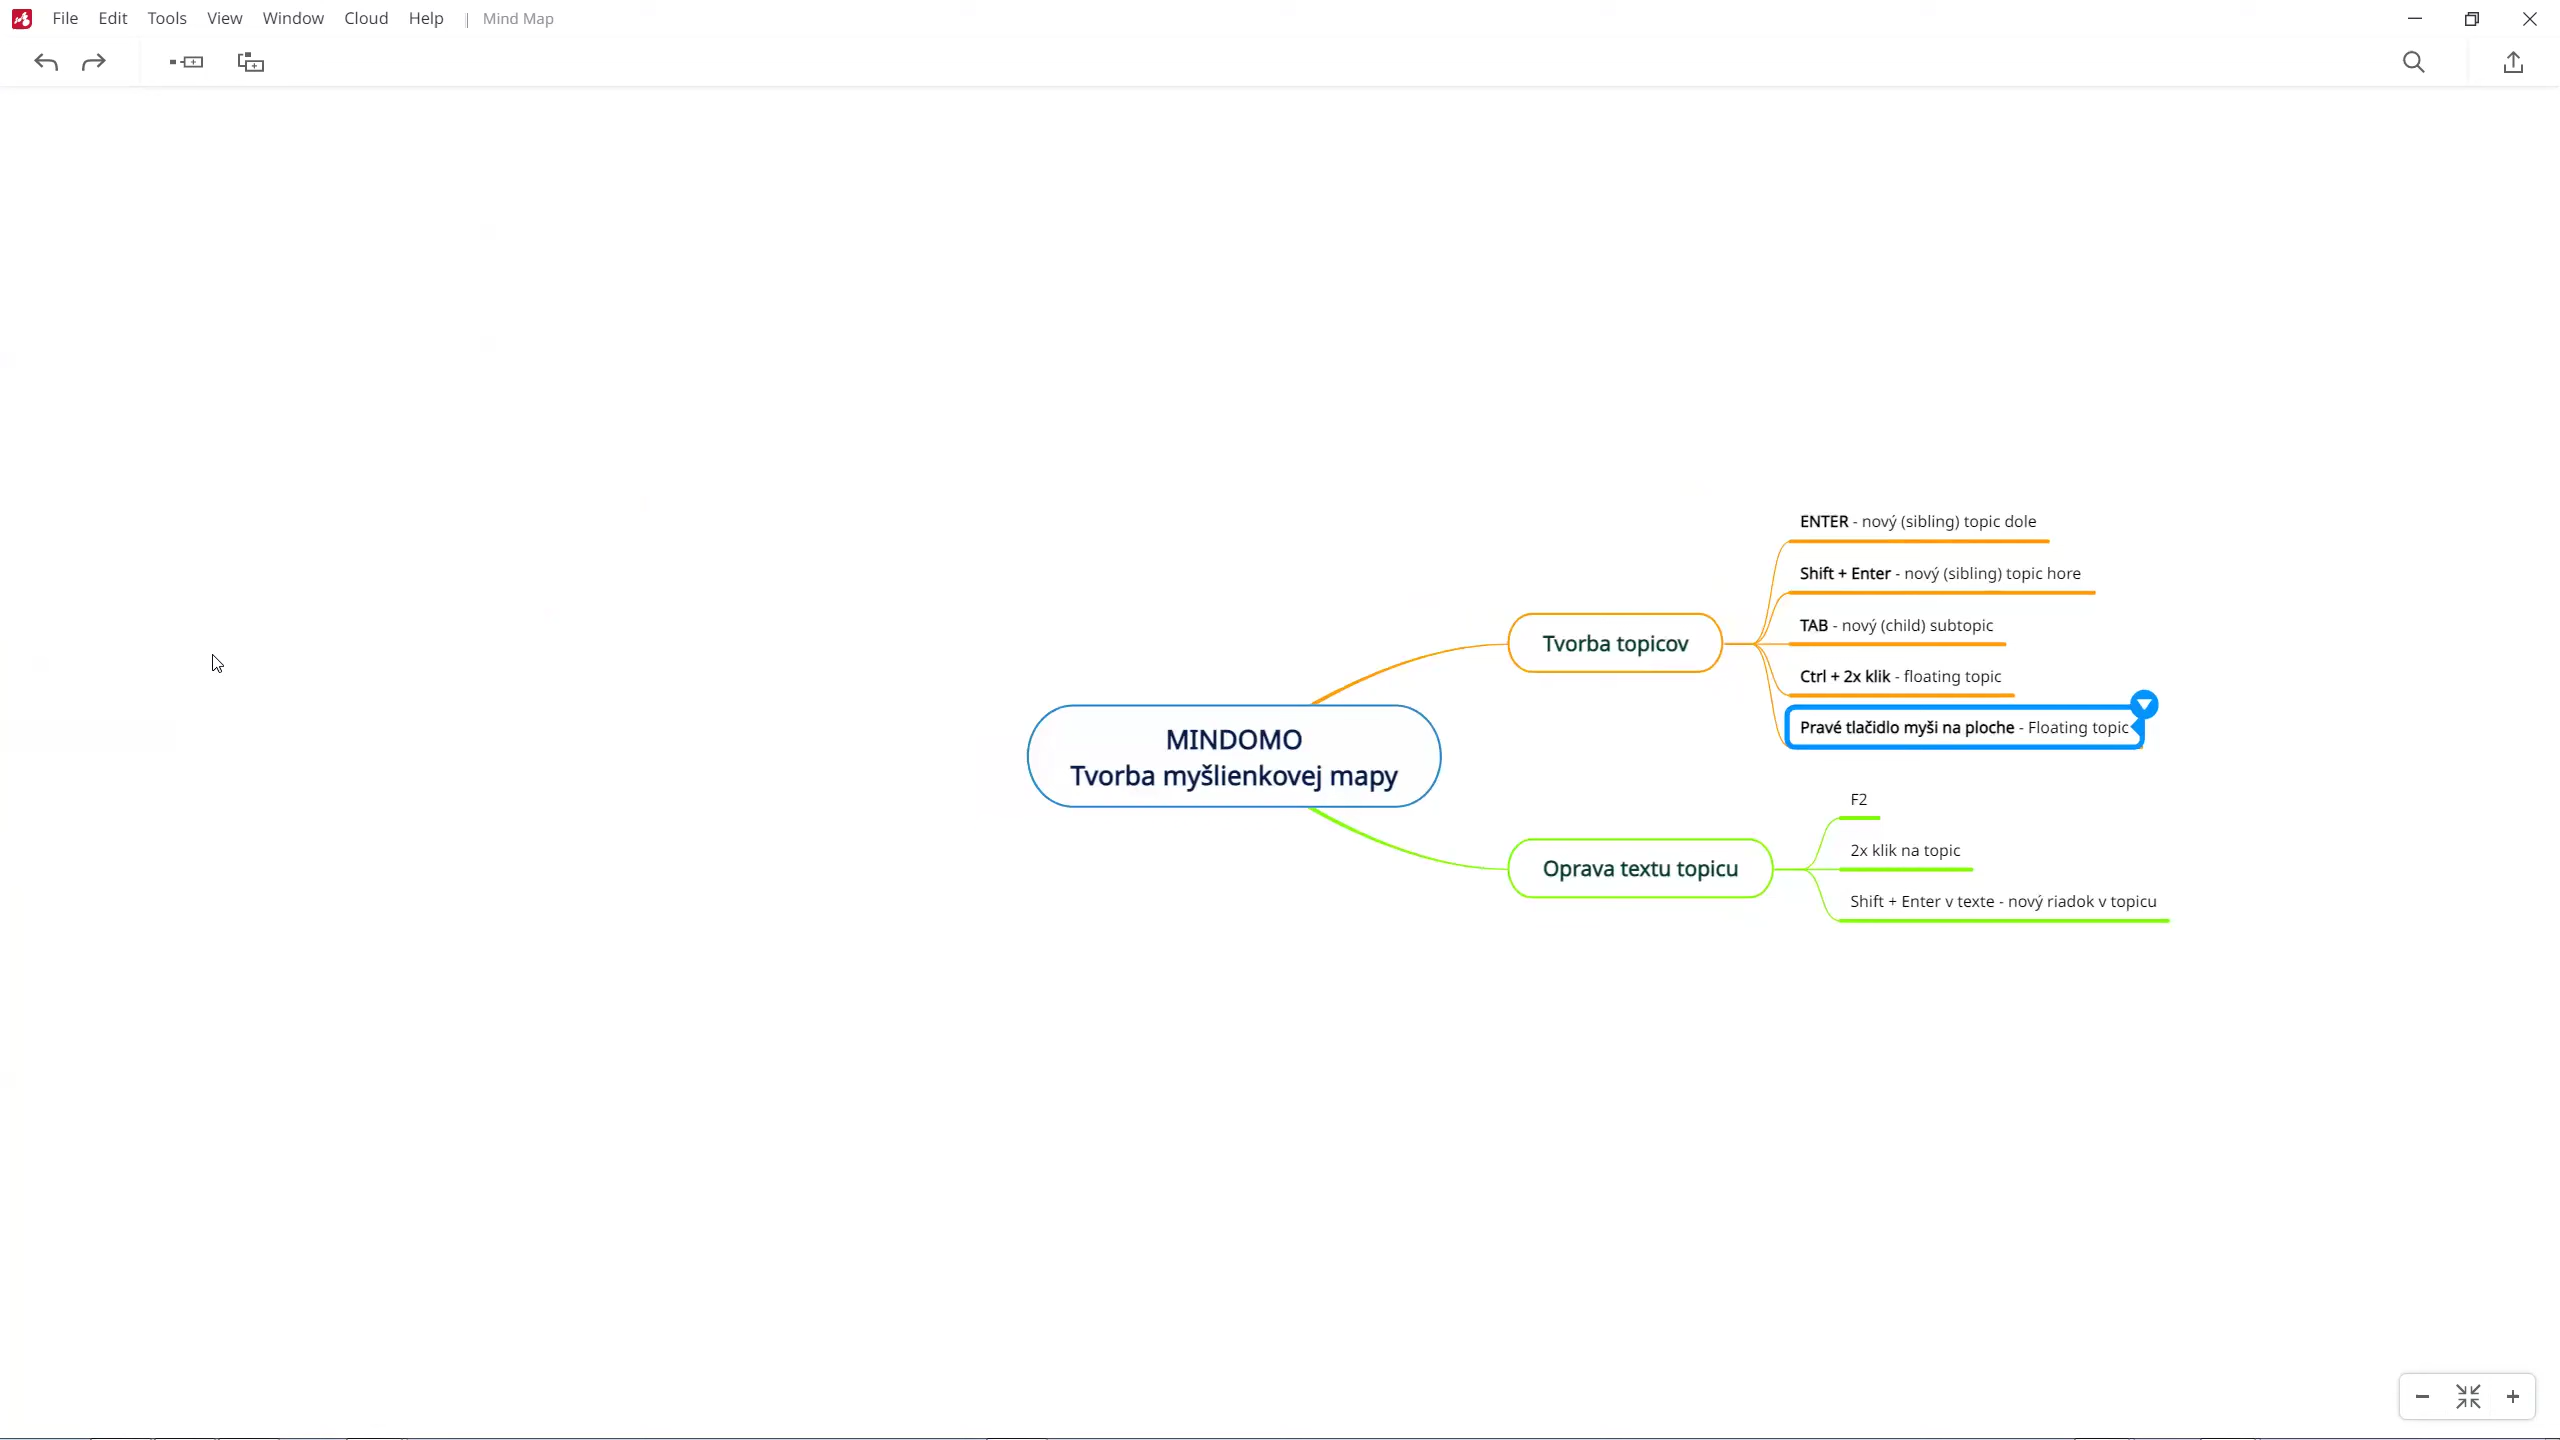 File Edit Tools View Window Cloud Help | Mind Map
ENTER - nový (sibling) topic dole
Shift + Enter - nový (sibling) topic hore
TAB - nový (child) subtopic
Tvorba topicov
Ctrl + 2x klik - floating topic
Pravé tlačidlo myši na ploche - Floating topic
MINDOMO
Tvorba myšlienkovej mapy
F2
2x klik na topic
Oprava textu topicu
Shift + Enter v texte - nový riadok v topicu